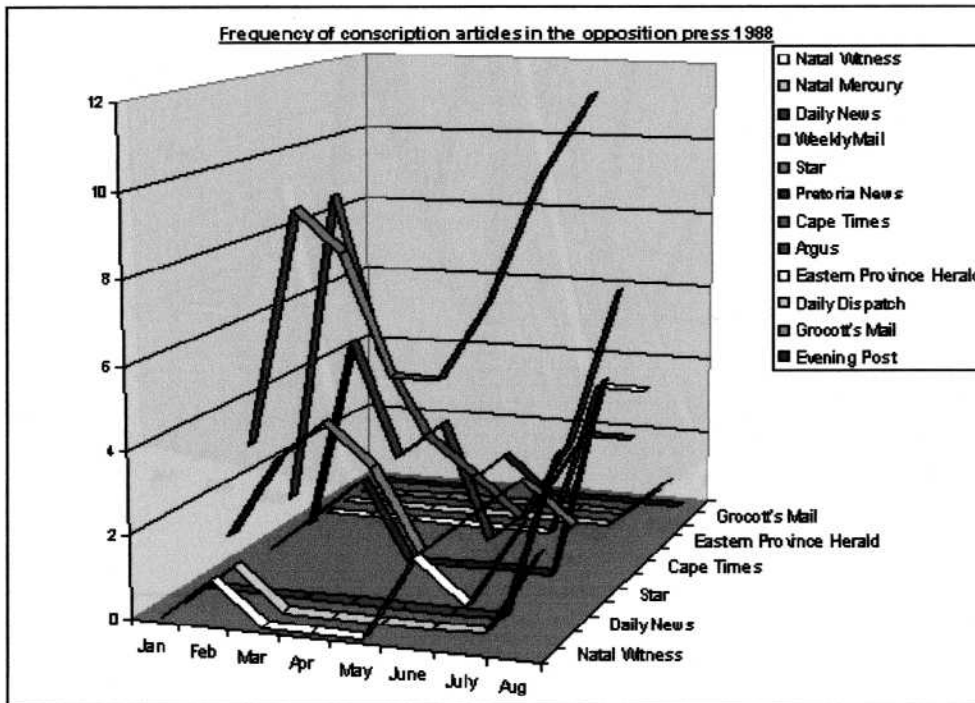 Frequency of conscription articles in the opposition press 1988
12
10
8
6
4
2
0
Jan
Feb
Mar
Apr
May
June
July
Aug
Grocott's Mail
Eastern Province Herald
Cape Times
Star
Daily News
Natal Witness
Natal Witness
Natal Mercury
Daily News
WeeklyMail
Star
Pretoria News
Cape Times
Argus
Eastern Province Herald
Daily Dispatch
Grocott's Mail
Evening Post